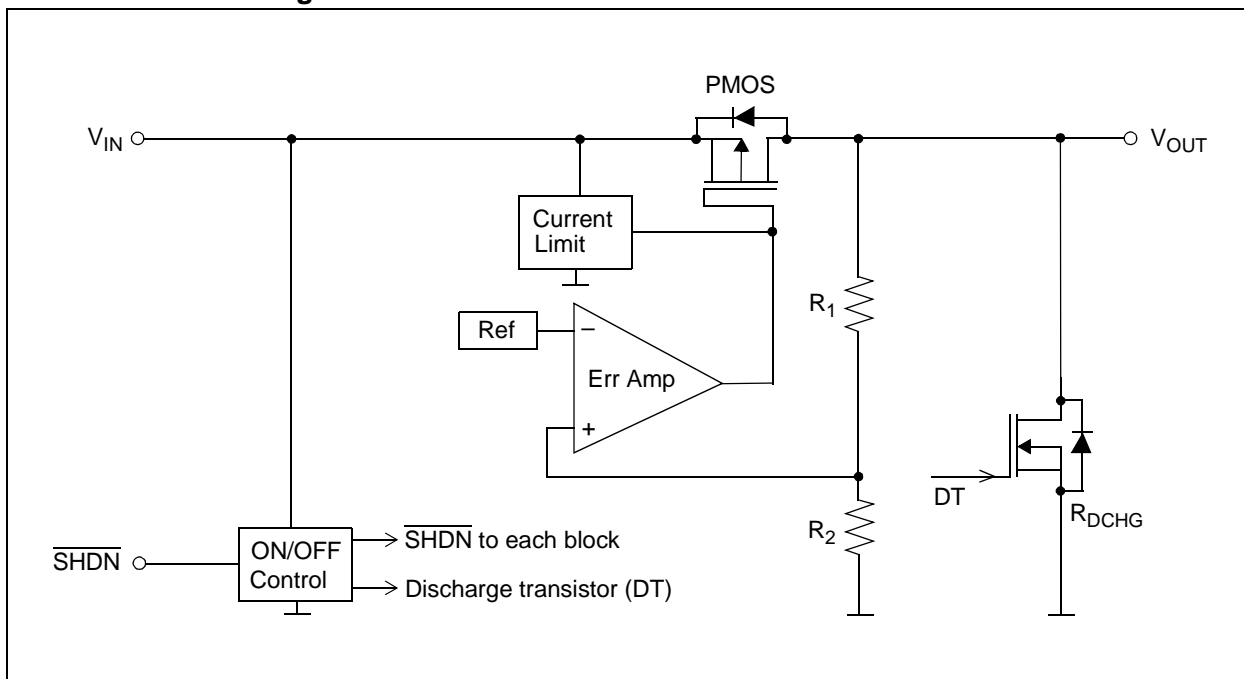 PMOS
V_IN
V_OUT
Current
Limit
R_1
Ref
−
Err Amp
+
DT
R_DCHG
R_2
SHDN
ON/OFF
Control
SHDN to each block
Discharge transistor (DT)